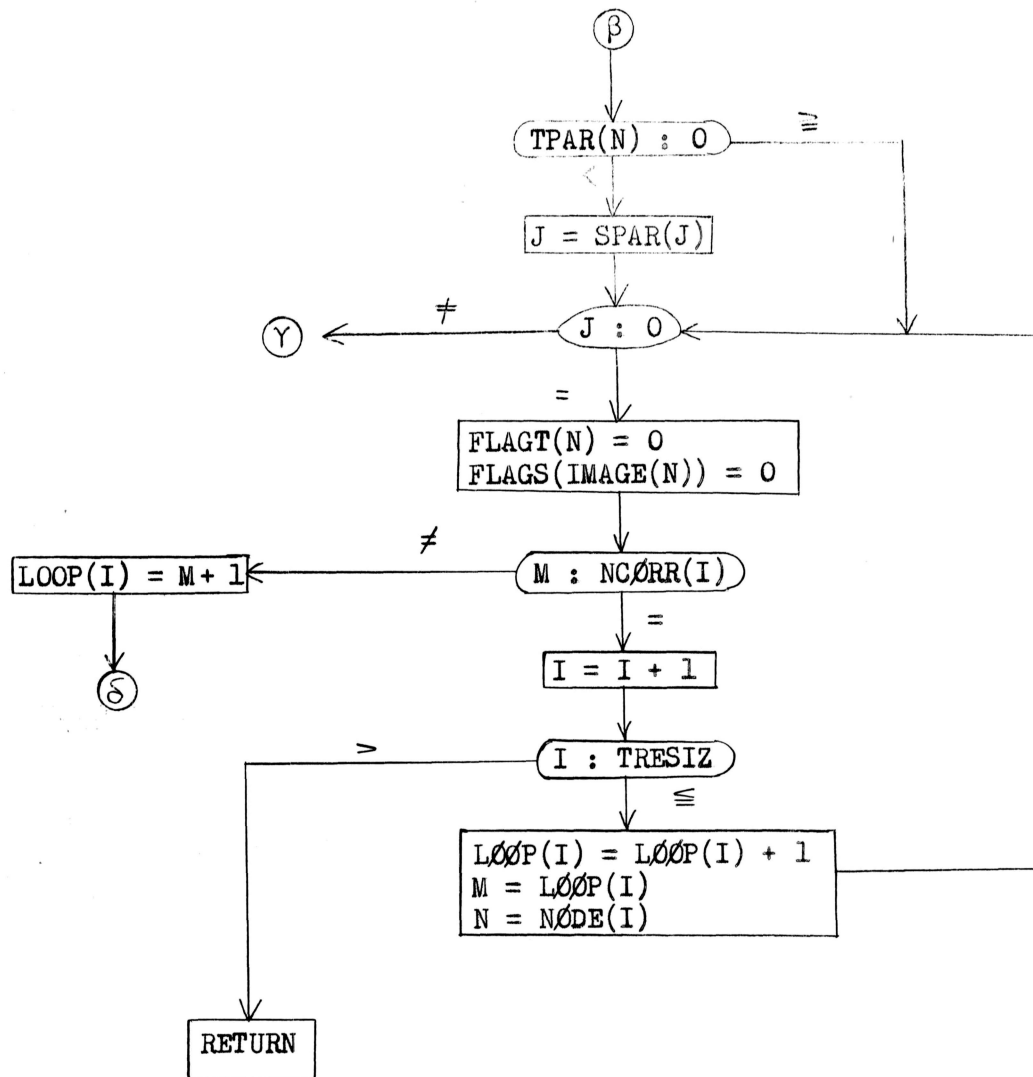 β
TPAR(N) : 0
≧
<
J = SPAR(J)
≠
γ
J : 0
=
FLAGT(N) = 0
FLAGS(IMAGE(N)) = 0
≠
LOOP(I) = M+ 1
M : NCØRR(I)
=
δ
I = I + 1
>
I : TRESIZ
≦
LØØP(I) = LØØP(I) + 1
M = LØØP(I)
N = NØDE(I)
RETURN